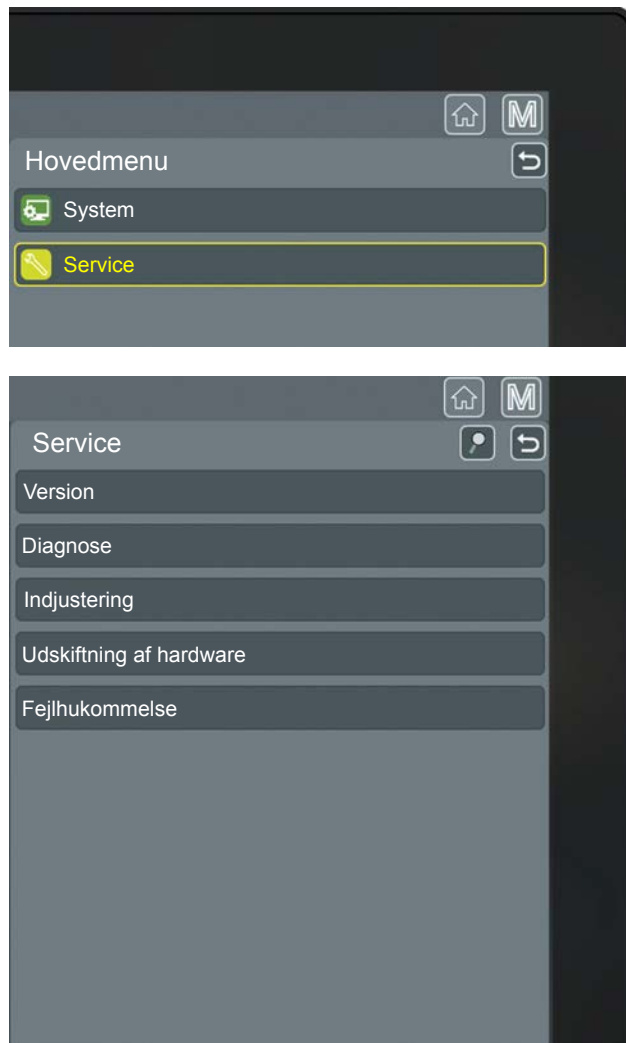 M
Hovedmenu
System
Service
M
Service
Version
Diagnose
Indjustering
Udskiftning af hardware
Fejlhukommelse